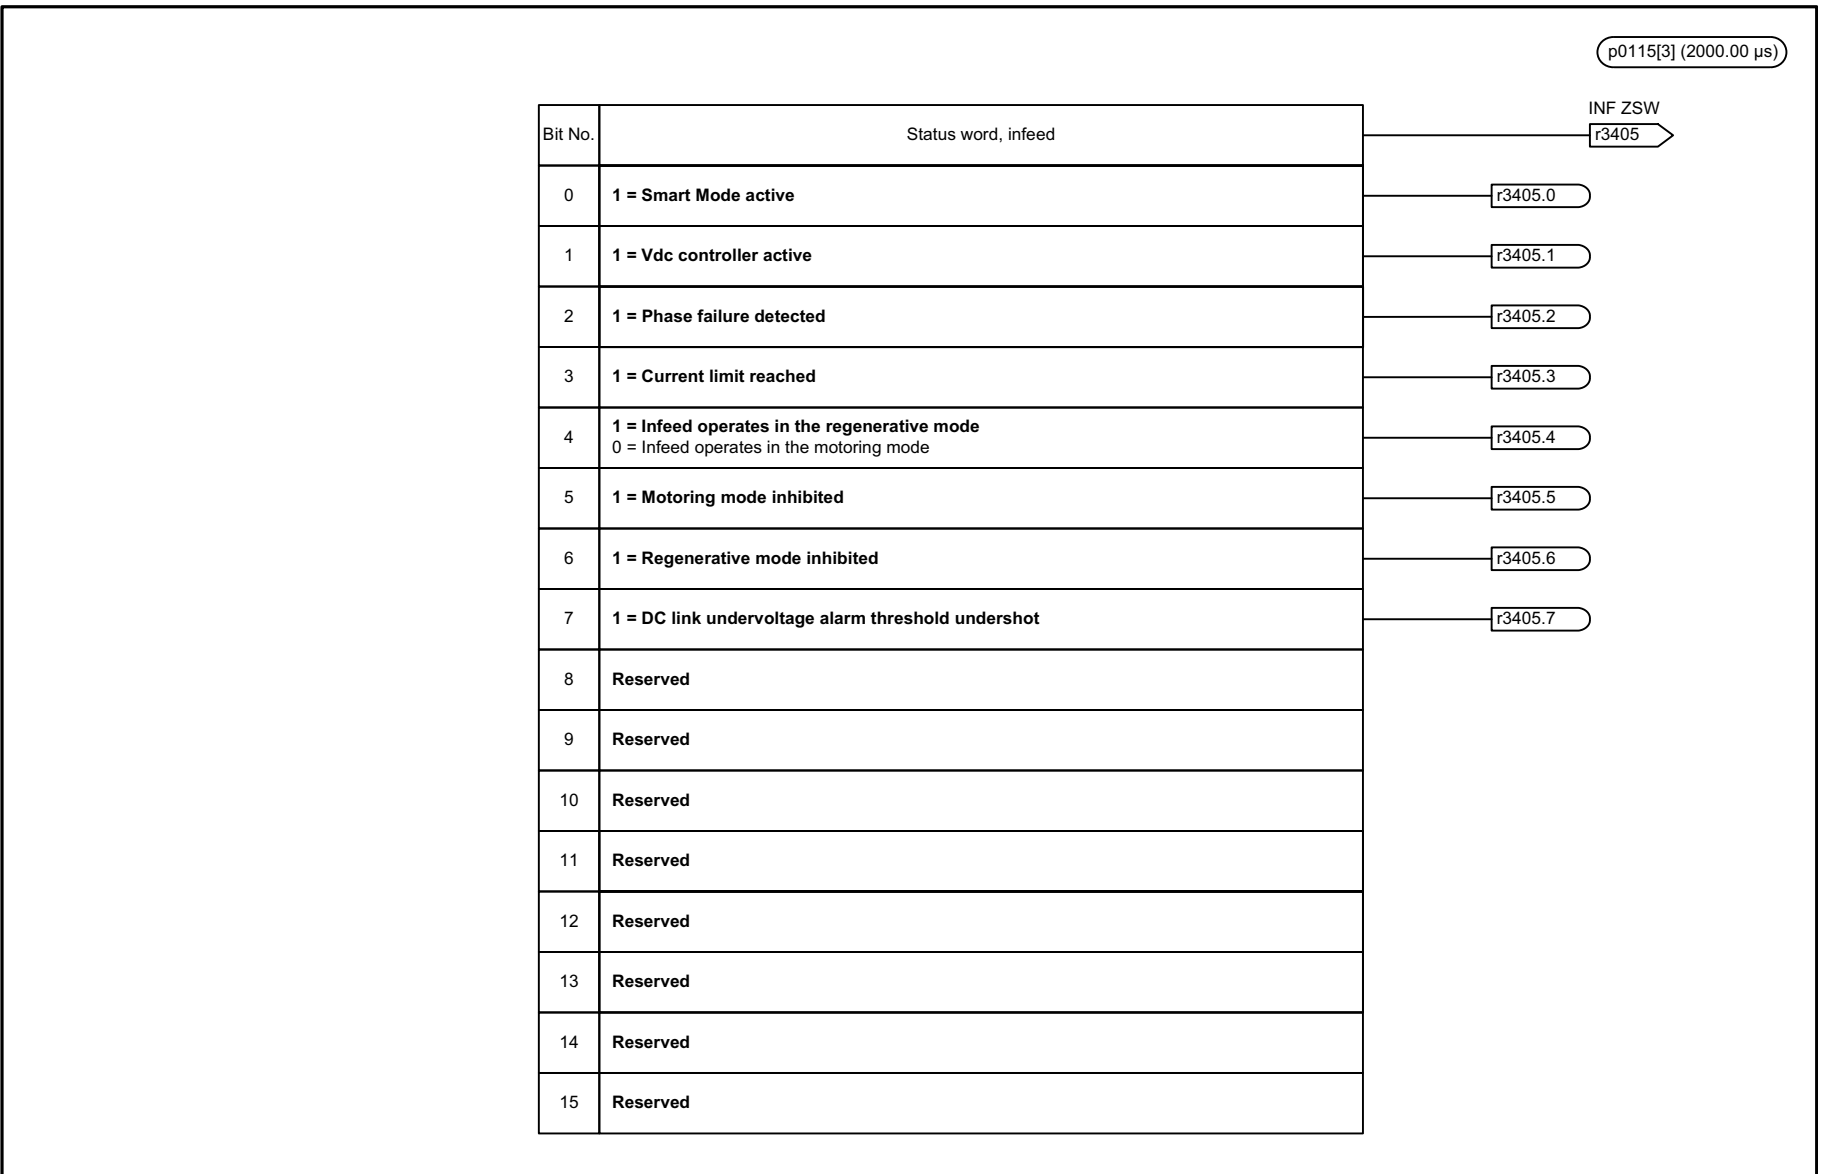 p0115[3] (2000.00 µs)
INF ZSW
Bit No. Status word, infeed r3405
0 1 = Smart Mode active r3405.0
1 1 = Vdc controller active r3405.1
2 1 = Phase failure detected r3405.2
3 1 = Current limit reached r3405.3
4 1 = Infeed operates in the regenerative mode r3405.4
0 = Infeed operates in the motoring mode
5 1 = Motoring mode inhibited r3405.5
6 1 = Regenerative mode inhibited r3405.6
7 1 = DC link undervoltage alarm threshold undershot r3405.7
8 Reserved
9 Reserved
10 Reserved
11 Reserved
12 Reserved
13 Reserved
14 Reserved
15 Reserved